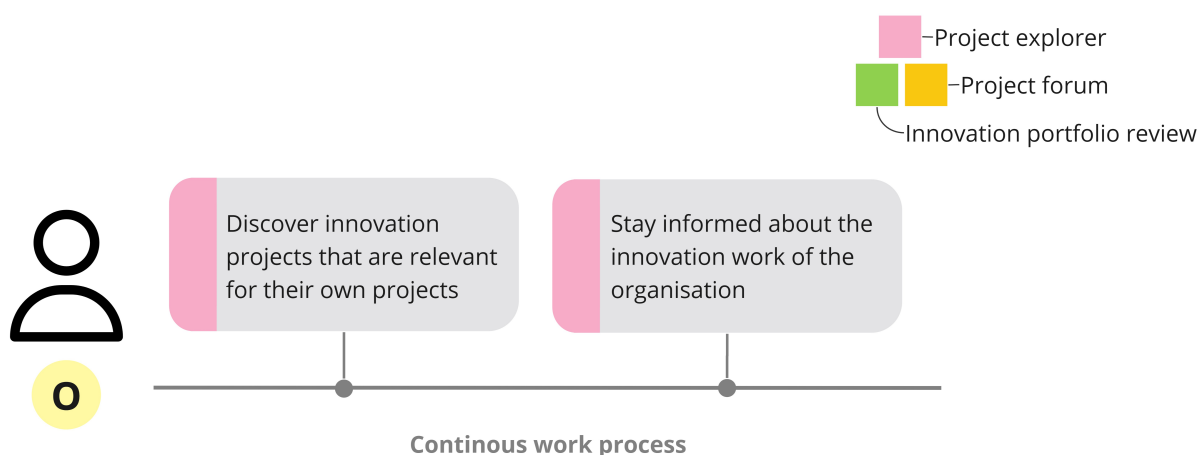 Project explorer
Project forum
Innovation portfolio review
Discover innovation
projects that are relevant
for their own projects
Stay informed about the
innovation work of the
organisation
O
Continous work process